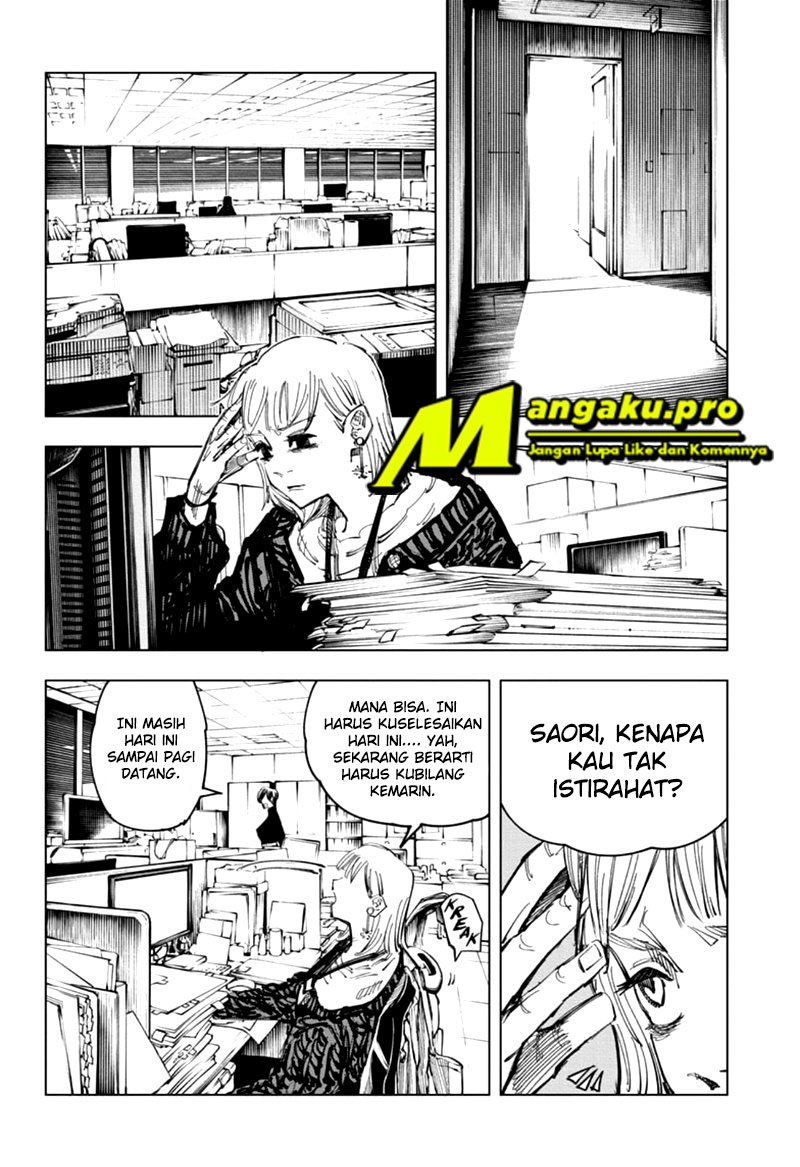 Mangaku.pro
Jangan Lupa Like dan Komennya
SAORI, KENAPA
KAU TAK
ISTIRAHAT?
MANA BISA. INI
HARUS KUSELESAIKAN
HARI INI.... YAH,
SEKARANG BERARTI
HARUS KUBILANG
KEMARIN.
INI MASIH
HARI INI
SAMPAI PAGI
DATANG.
KREAK